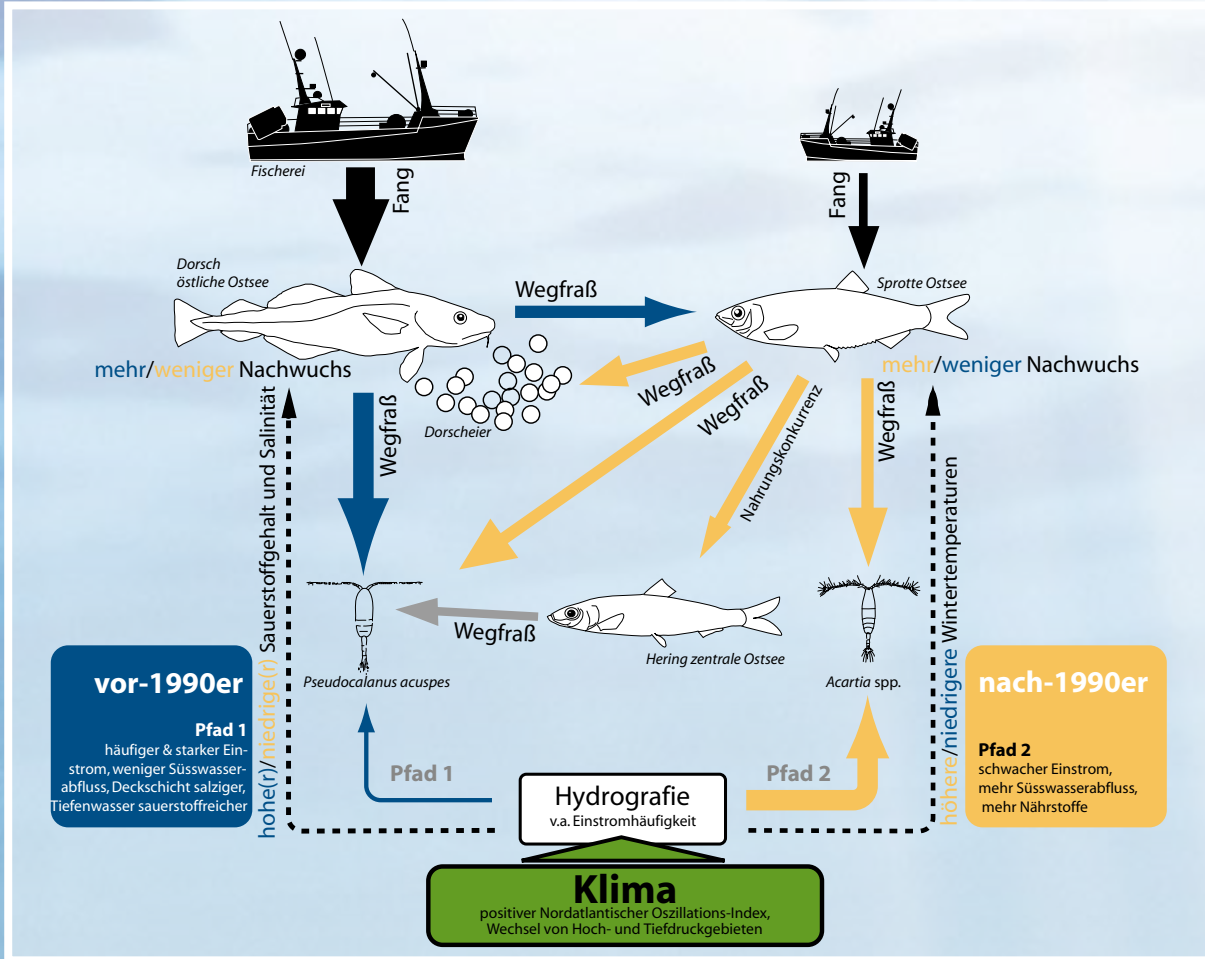 Fischerei
Fang
Fang
Dorsch
östliche Ostsee
Wegfraß
Sprotte Ostsee
mehr/weniger Nachwuchs
mehr/weniger Nachwuchs
Dorscheier
Wegfraß
Wegfraß
Wegfraß
Nahrungskonkurrenz
Wegfraß
hohe(r)/niedrige(r) Sauerstoffgehalt und Salinität
höhere/niedrigere Wintertemperaturen
Wegfraß
Pseudocalanus acuspes
Hering zentrale Ostsee
Acartia spp.
vor-1990er
Pfad 1
häufiger & starker Ein-
strom, weniger Süsswasser-
abfluss, Deckschicht salziger,
Tiefenwasser sauerstoffreicher
nach-1990er
Pfad 2
schwacher Einstrom,
mehr Süsswasserabfluss,
mehr Nährstoffe
Pfad 1
Pfad 2
Hydrografie
v.a. Einstromhäufigkeit
Klima
positiver Nordatlantischer Oszillations-Index,
Wechsel von Hoch- und Tiefdruckgebieten